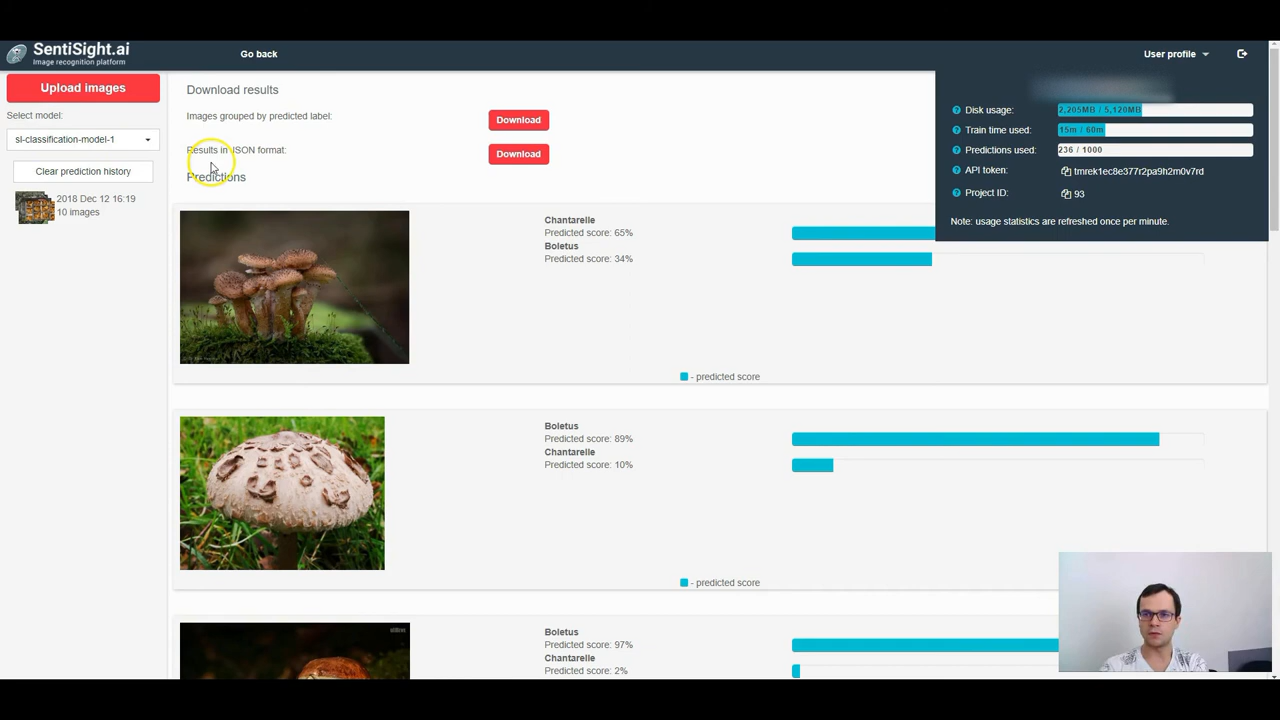 SentiSight.ai
Image recognition platform
Go back
User profile
Upload images
Select model:
sl-classification-model-1
Clear prediction history
2018 Dec 12 16:19
10 images
Download results
Images grouped by predicted label:
Download
Results in JSON format:
Download
Predictions
Disk usage:
2,205MB / 5,120MB
Train time used:
15m / 60m
Predictions used:
236 / 1000
API token:
tmrek1ec8e377r2pa9h2m0v7rd
Project ID:
93
Note: usage statistics are refreshed once per minute.
Chantarelle
Predicted score: 65%
Boletus
Predicted score: 34%
- predicted score
Boletus
Predicted score: 89%
Chantarelle
Predicted score: 10%
- predicted score
Boletus
Predicted score: 97%
Chantarelle
Predicted score: 2%